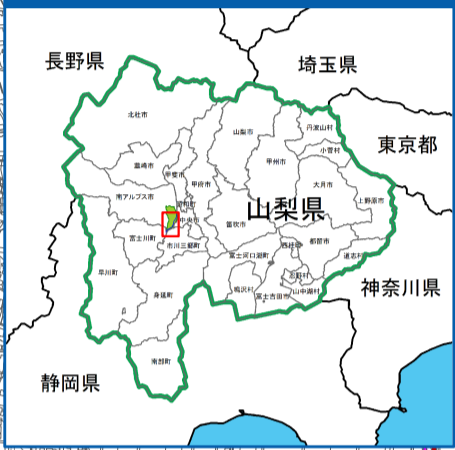 長野県
埼玉県
北杜市
山梨市
丹波山村
小菅村
東京都
韮崎市
甲斐市
甲府市
甲州市
大月市
南アルプス市
昭和町
山梨県
上野原市
中央市
笛吹市
富士川町
市川三郷町
西桂町
都留市
富士河口湖町
道志村
早川町
忍野村
神奈川県
身延町
鳴沢村
富士吉田市
山中湖村
南部町
静岡県